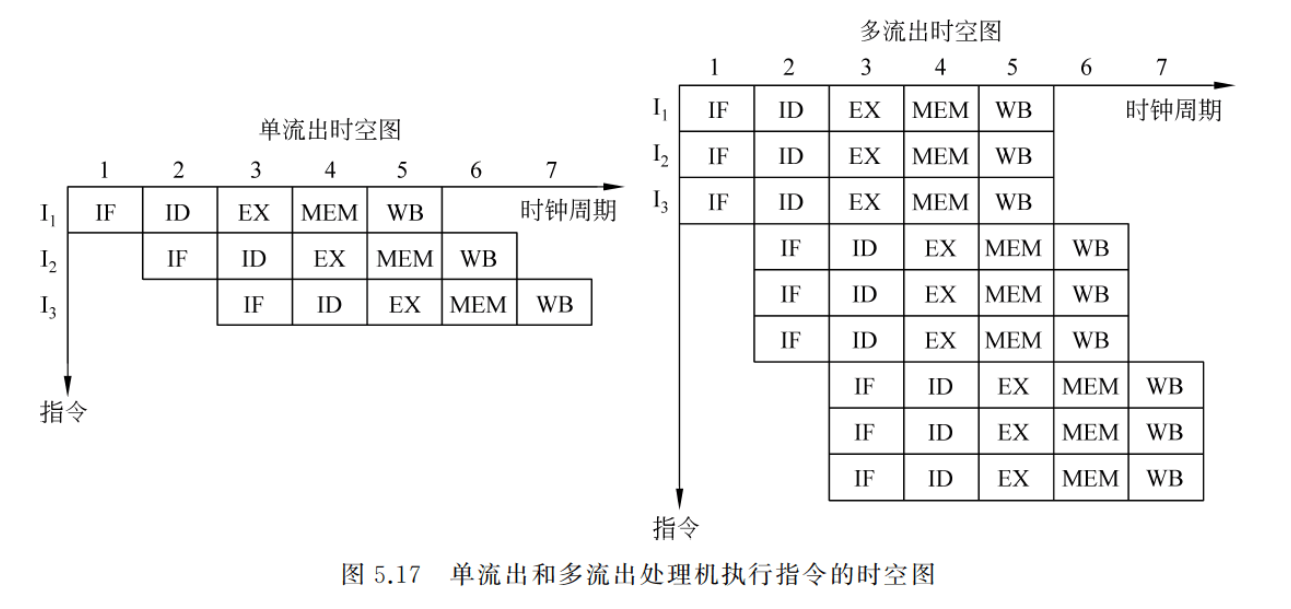 单流出时空图
1 2 3 4 5 6 7
时钟周期
I₁ IF ID EX MEM WB
I₂ IF ID EX MEM WB
I₃ IF ID EX MEM WB
指令
多流出时空图
1 2 3 4 5 6 7
时钟周期
I₁ IF ID EX MEM WB
I₂ IF ID EX MEM WB
I₃ IF ID EX MEM WB
IF ID EX MEM WB
IF ID EX MEM WB
IF ID EX MEM WB
IF ID EX MEM WB
IF ID EX MEM WB
IF ID EX MEM WB
指令
图 5.17 单流出和多流出处理机执行指令的时空图